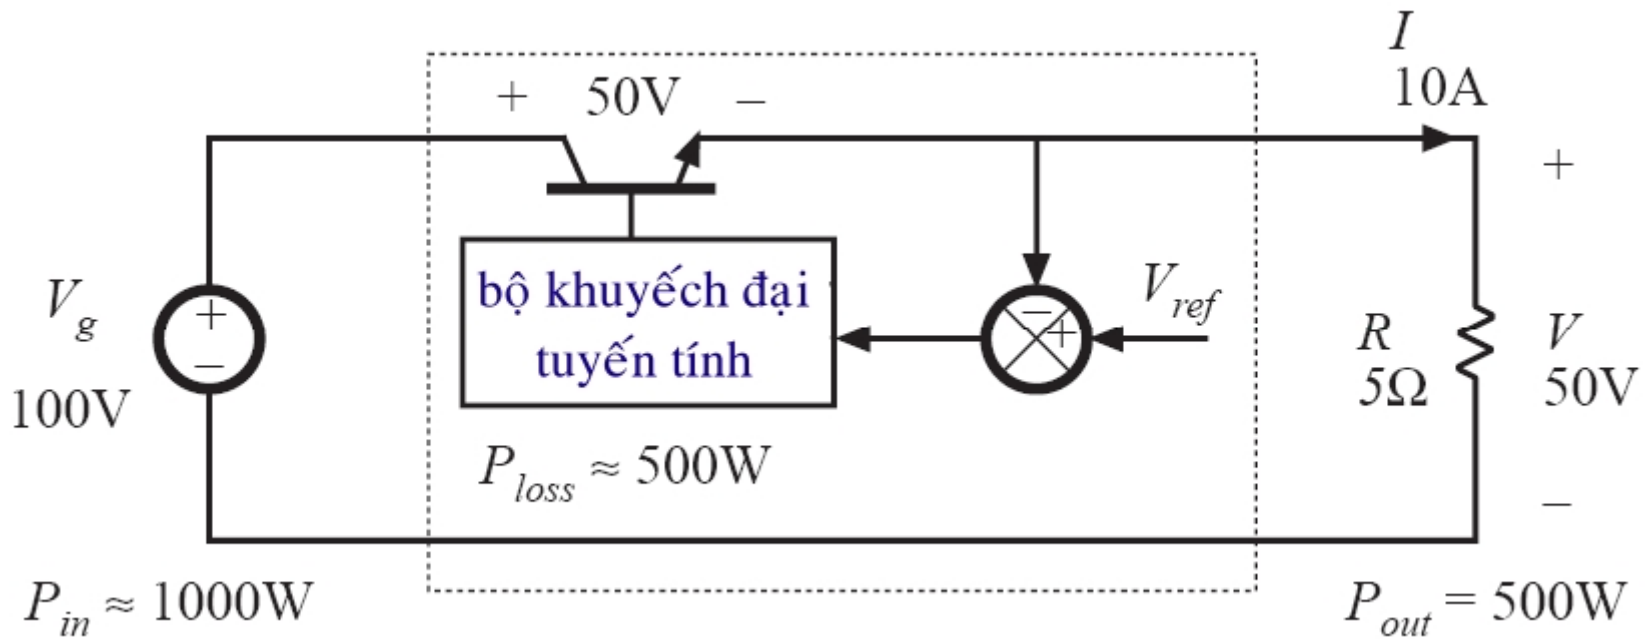 I
10A
+ 50V –
+
V_g
+
–
100V
bộ khuyếch đại
tuyến tính
–
+
V_ref
R
5Ω
V
50V
P_loss ≈ 500W
–
P_in ≈ 1000W
P_out = 500W